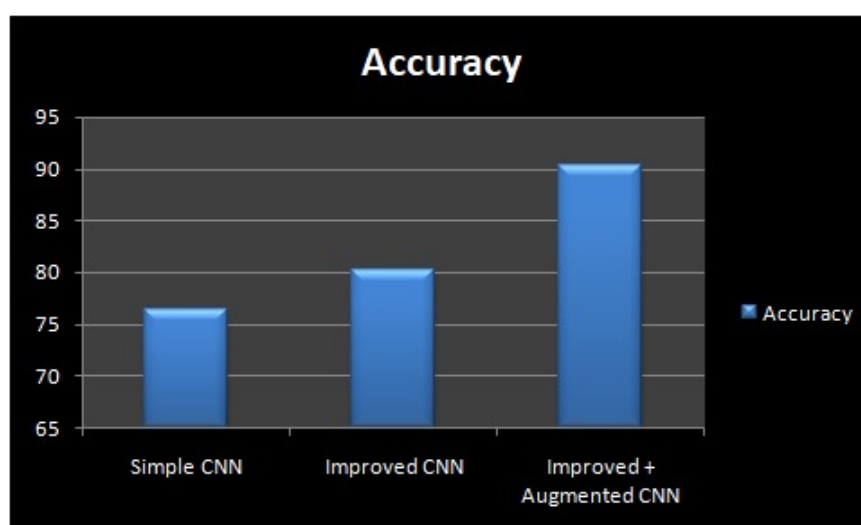 Accuracy
95
90
85
80
75
70
65
Simple CNN
Improved CNN
Improved +
Augmented CNN
Accuracy